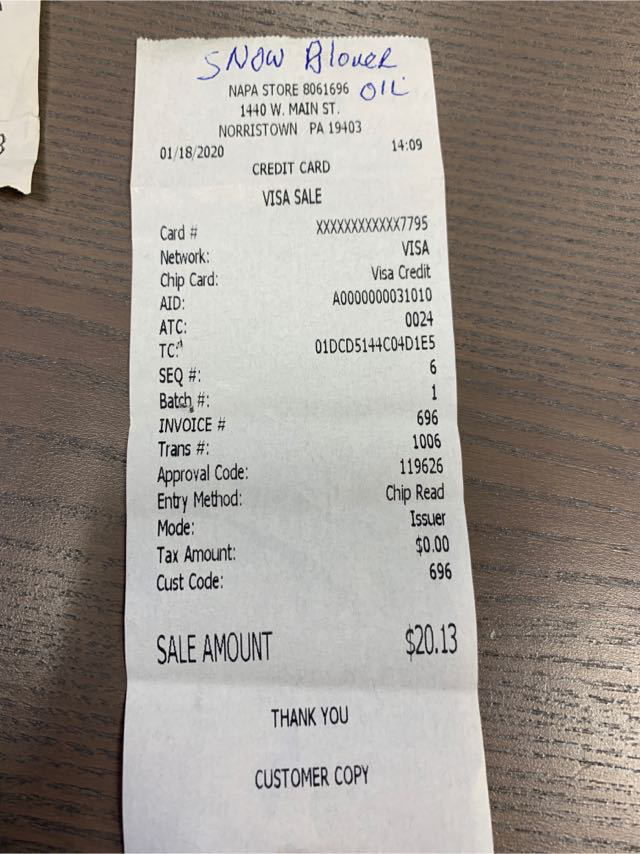 SNOW Blower
OIL
NAPA STORE 8061696
1440 W. MAIN ST.
NORRISTOWN PA 19403
01/18/2020 14:09
CREDIT CARD
VISA SALE
Card # XXXXXXXXXXXX7795
Network: VISA
Chip Card: Visa Credit
AID: A0000000031010
ATC: 0024
TC: 01DCD5144C04D1E5
SEQ #: 6
Batch #: 1
INVOICE # 696
Trans #: 1006
Approval Code: 119626
Entry Method: Chip Read
Mode: Issuer
Tax Amount: $0.00
Cust Code: 696
SALE AMOUNT $20.13
THANK YOU
CUSTOMER COPY